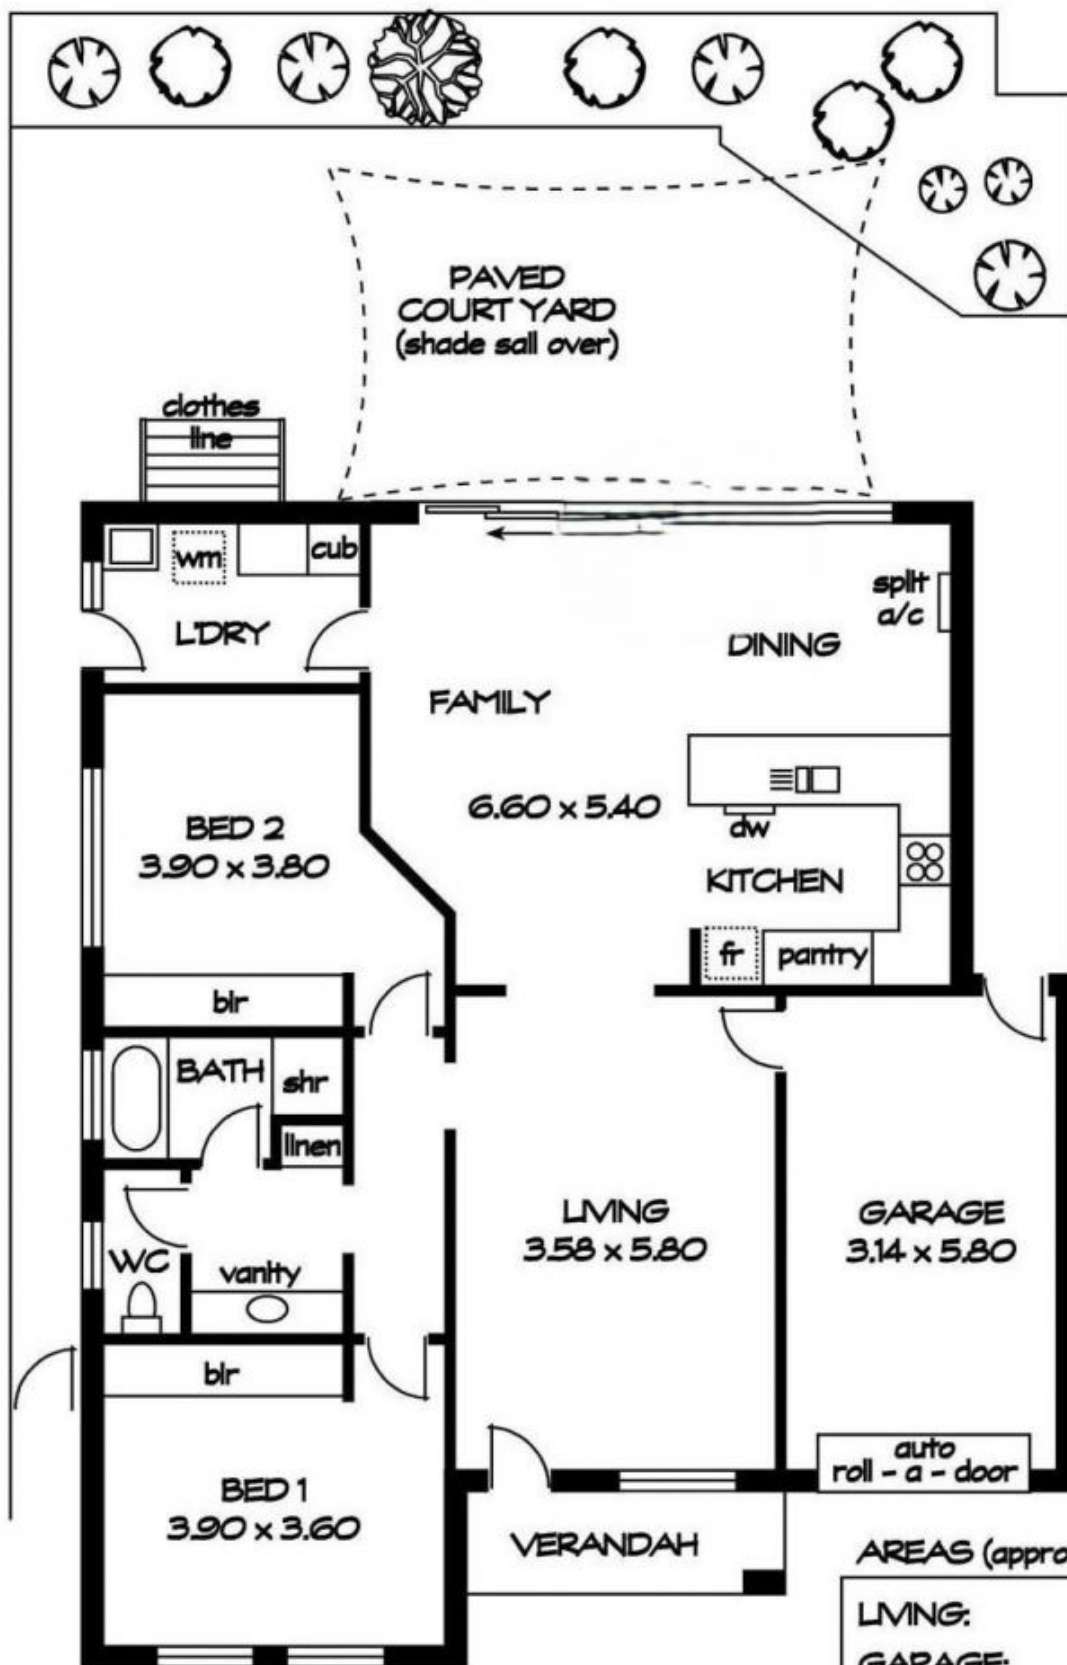 PAVED
COURT YARD
(shade sail over)
clothes
line
wm
cub
L'DRY
split
a/c
DINING
FAMILY
6.60 x 5.40
dw
KITCHEN
fr
pantry
BED 2
3.90 x 3.80
bir
BATH
shr
linen
WC
vanity
LIVING
3.58 x 5.80
GARAGE
3.14 x 5.80
bir
BED 1
3.90 x 3.60
auto
roll - a - door
VERANDAH
AREAS (appro
LIVING:
GARAGE: